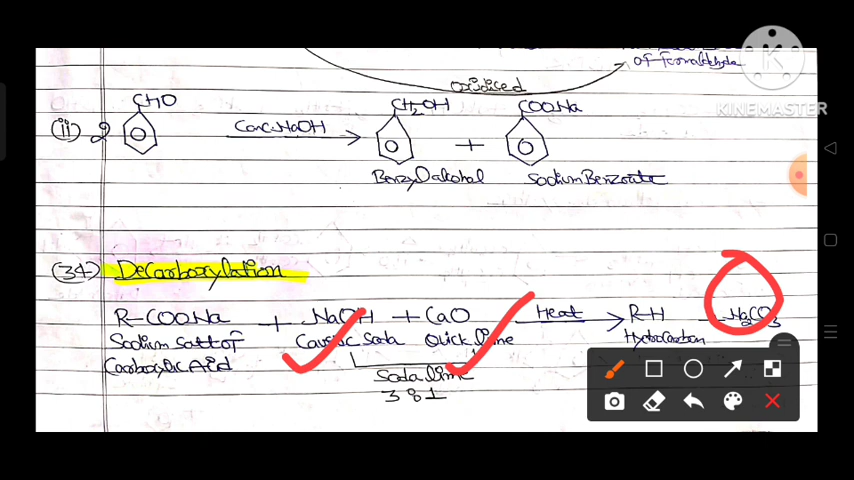 oxidised
of formaldehyde
KINEMASTER
CHO
CH2OH
COONa
(ii) 2
Conc. NaOH
+
Benzyl alcohol
Sodium Benzoate
(34) Decarboxylation
R-COONa + NaOH + CaO Heat R-H + Na2CO3
Sodium salt of Caustic soda Quick lime Hydrocarbon
Carboxylic Acid
Soda lime
3:1